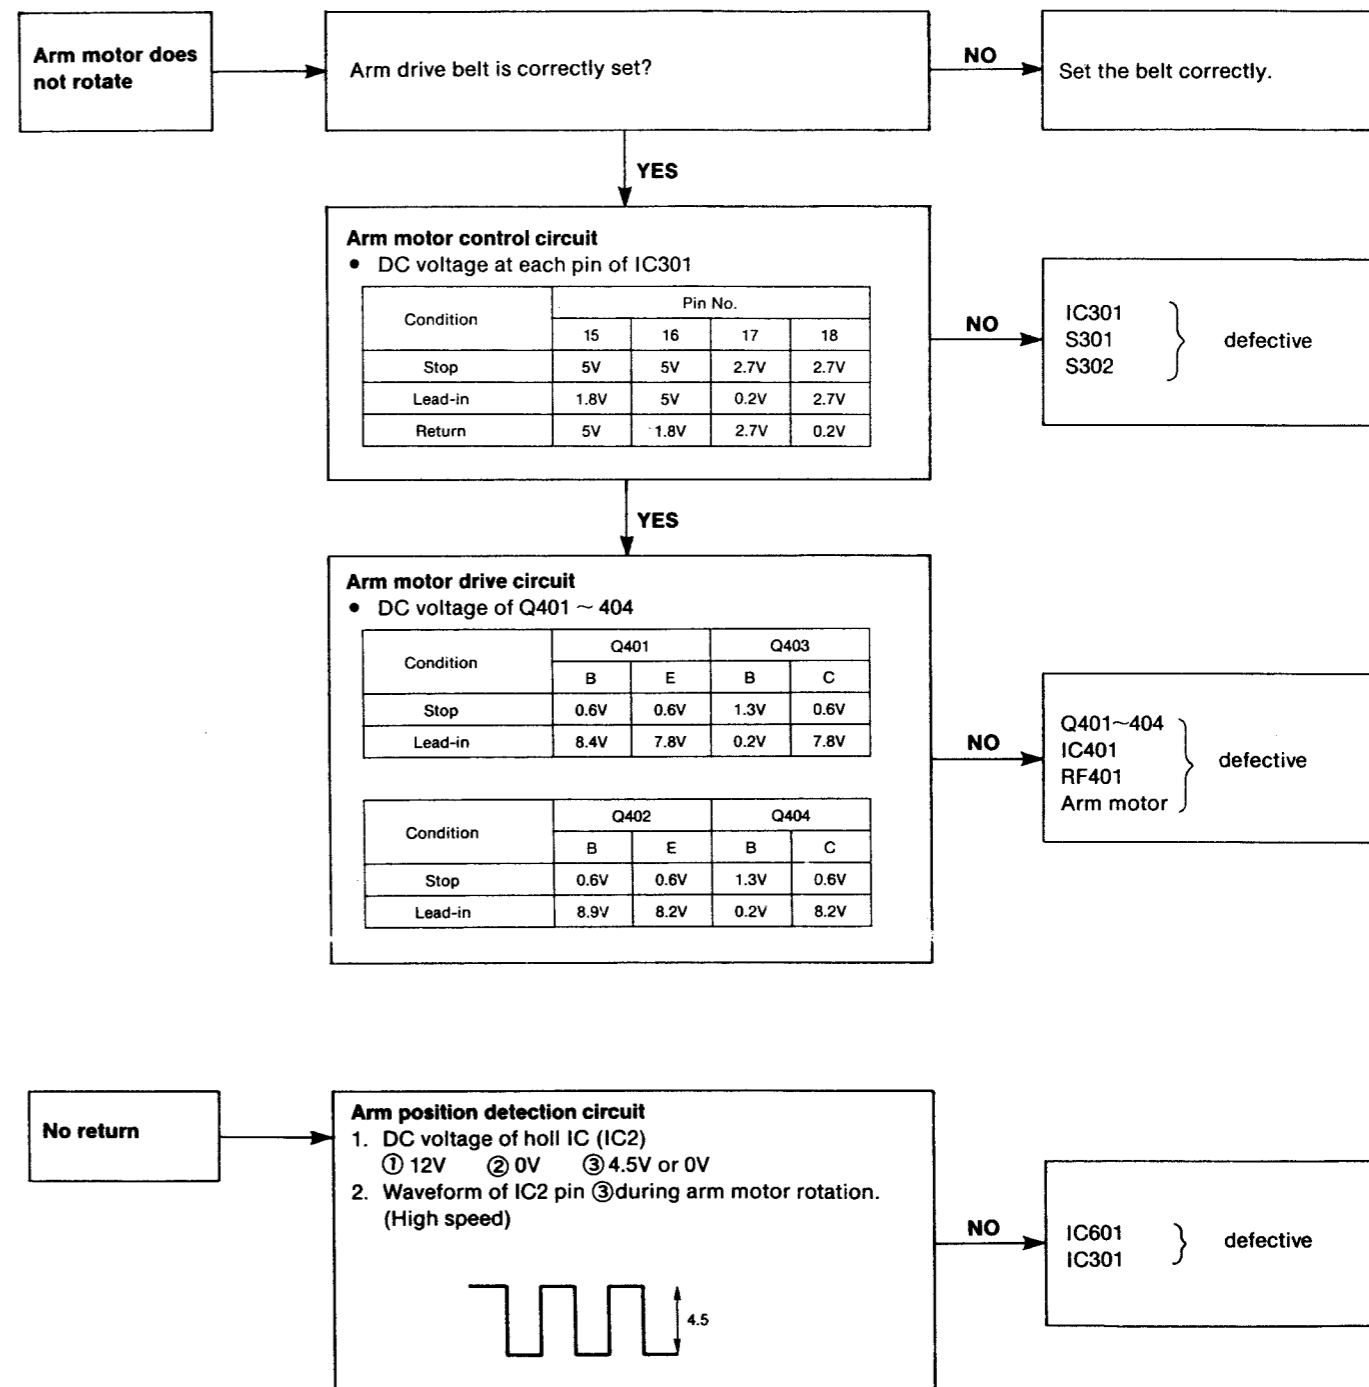 Arm motor does
not rotate
Arm drive belt is correctly set?
NO
Set the belt correctly.
YES
Arm motor control circuit
• DC voltage at each pin of IC301
Condition Pin No.
15 16 17 18
Stop 5V 5V 2.7V 2.7V
Lead-in 1.8V 5V 0.2V 2.7V
Return 5V 1.8V 2.7V 0.2V
NO
IC301
S301
S302
defective
YES
Arm motor drive circuit
• DC voltage of Q401 ~ 404
Condition Q401 Q403
B E B C
Stop 0.6V 0.6V 1.3V 0.6V
Lead-in 8.4V 7.8V 0.2V 7.8V
Condition Q402 Q404
B E B C
Stop 0.6V 0.6V 1.3V 0.6V
Lead-in 8.9V 8.2V 0.2V 8.2V
NO
Q401~404
IC401
RF401
Arm motor
defective
No return
Arm position detection circuit
1. DC voltage of holl IC (IC2)
① 12V ② 0V ③ 4.5V or 0V
2. Waveform of IC2 pin ③ during arm motor rotation.
(High speed)
4.5
NO
IC601
IC301
defective